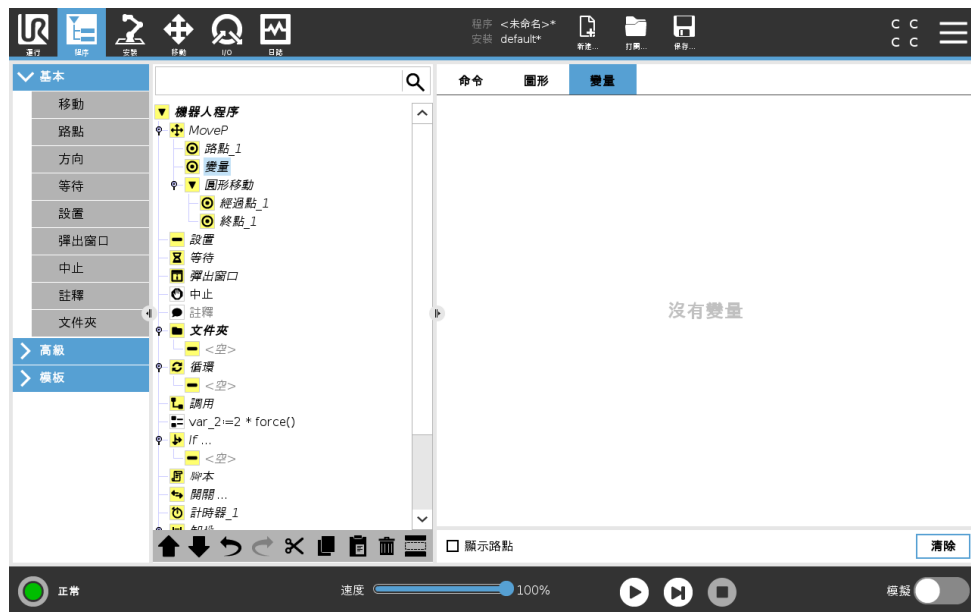 UR
運行
程序
安裝
移動
I/O
日誌
程序 <未命名>*
安裝 default*
新建...
打開...
保存...
C C
C C
基本
移動
路點
方向
等待
設置
彈出窗口
中止
註釋
文件夾
高級
模板
機器人程序
MoveP
路點_1
變量
圓形移動
經過點_1
終點_1
設置
等待
彈出窗口
中止
註釋
文件夾
<空>
循環
<空>
調用
var_2:=2 * force()
If ...
<空>
腳本
開關 ...
計時器_1
命令
圖形
變量
沒有變量
顯示路點
清除
正常
速度
100%
模擬